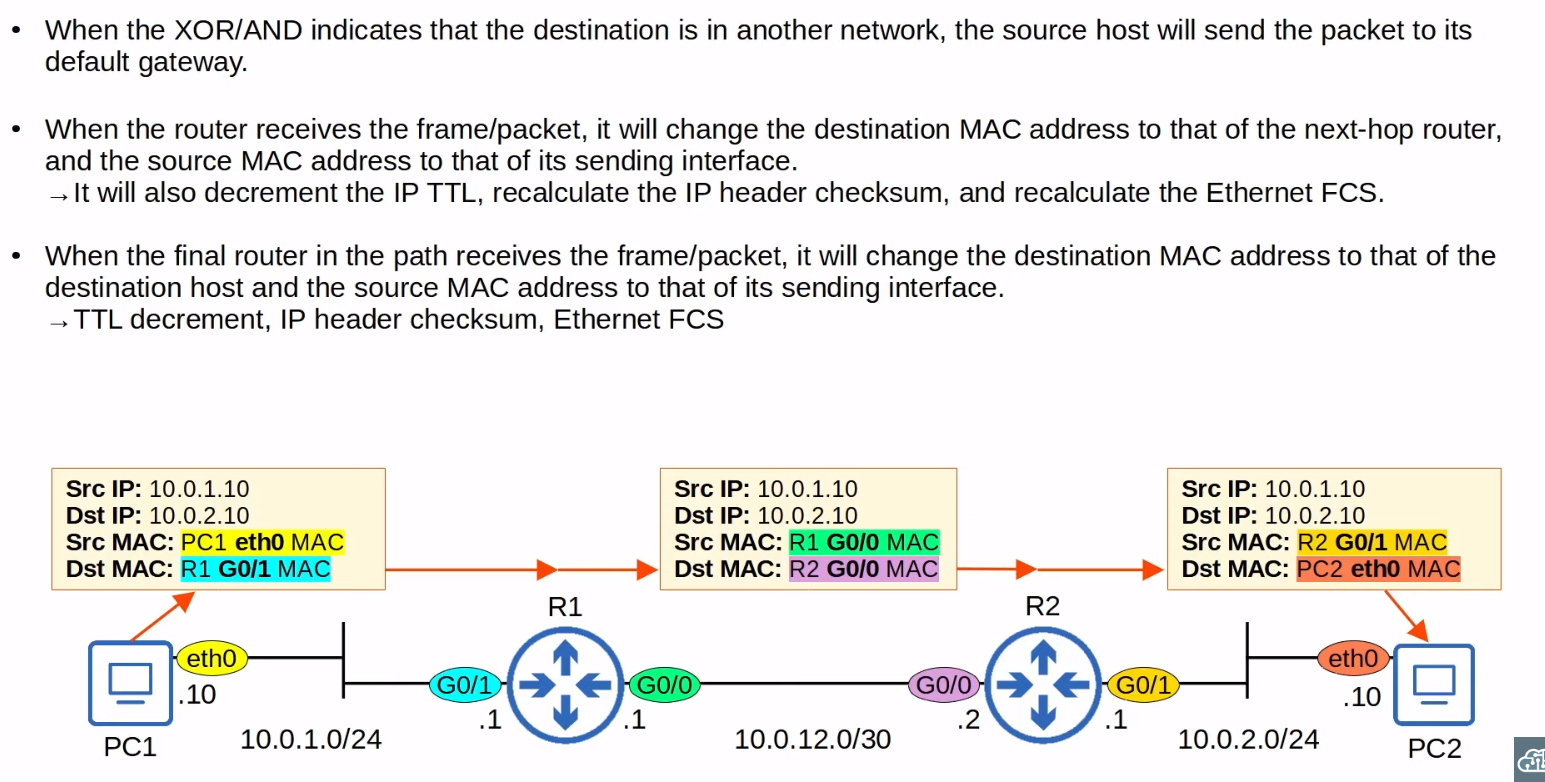 • When the XOR/AND indicates that the destination is in another network, the source host will send the packet to its
default gateway.
• When the router receives the frame/packet, it will change the destination MAC address to that of the next-hop router,
and the source MAC address to that of its sending interface.
→It will also decrement the IP TTL, recalculate the IP header checksum, and recalculate the Ethernet FCS.
• When the final router in the path receives the frame/packet, it will change the destination MAC address to that of the
destination host and the source MAC address to that of its sending interface.
→TTL decrement, IP header checksum, Ethernet FCS
Src IP: 10.0.1.10
Dst IP: 10.0.2.10
Src MAC: PC1 eth0 MAC
Dst MAC: R1 G0/1 MAC
Src IP: 10.0.1.10
Dst IP: 10.0.2.10
Src MAC: R1 G0/0 MAC
Dst MAC: R2 G0/0 MAC
Src IP: 10.0.1.10
Dst IP: 10.0.2.10
Src MAC: R2 G0/1 MAC
Dst MAC: PC2 eth0 MAC
R1
R2
eth0
.10
PC1
10.0.1.0/24
G0/1
.1
G0/0
.1
10.0.12.0/30
G0/0
.2
G0/1
.1
10.0.2.0/24
eth0
.10
PC2